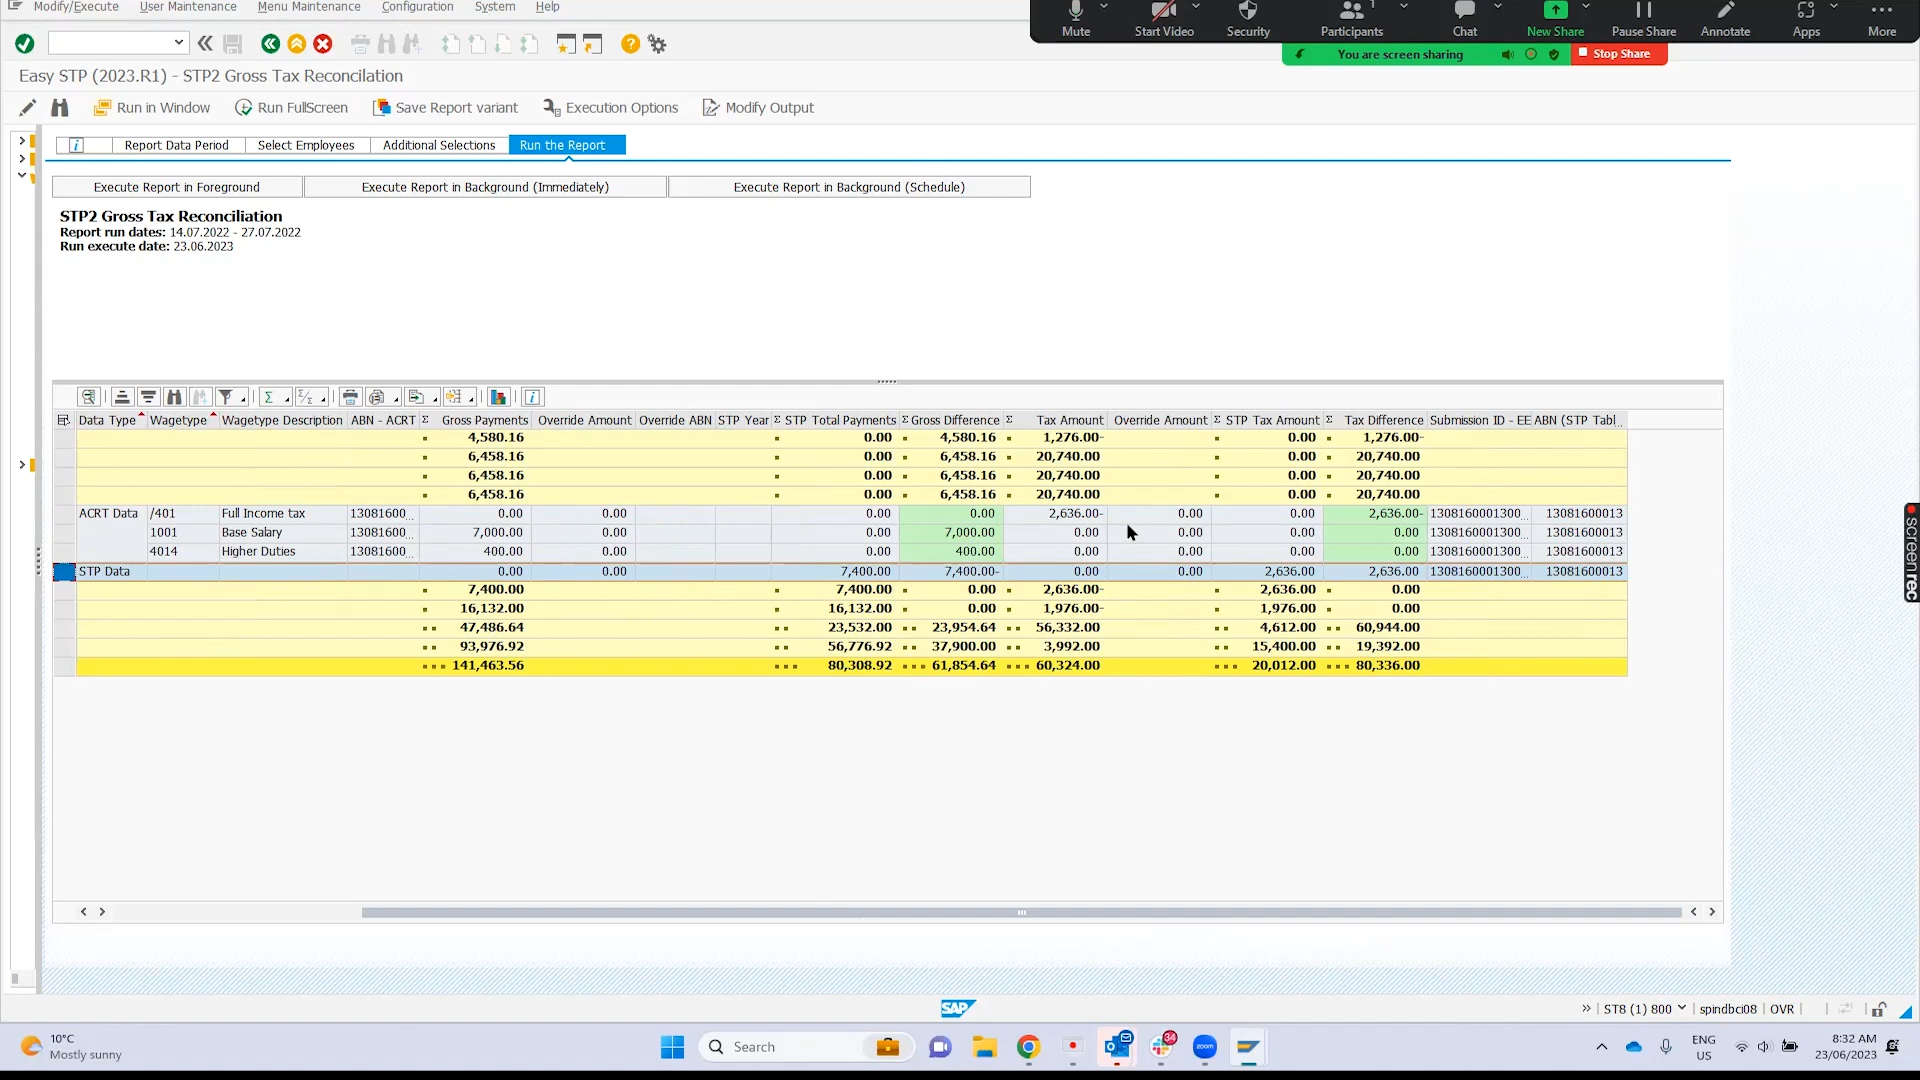 Modify/Execute User Maintenance Menu Maintenance Configuration System Help
Mute Start Video Security Participants 1 Chat New Share Pause Share Annotate Apps More
You are screen sharing Stop Share
Easy STP (2023.R1) - STP2 Gross Tax Reconciliation
Run in Window Run FullScreen Save Report variant Execution Options Modify Output
Report Data Period Select Employees Additional Selections Run the Report
Execute Report in Foreground Execute Report in Background (Immediately) Execute Report in Background (Schedule)
STP2 Gross Tax Reconciliation
Report run dates: 14.07.2022 - 27.07.2022
Run execute date: 23.06.2023
Data Type Wagetype Wagetype Description ABN - ACRT Σ Gross Payments Override Amount Override ABN STP Year Σ STP Total Payments Σ Gross Difference Σ Tax Amount Override Amount Σ STP Tax Amount Σ Tax Difference Submission ID - EE ABN (STP Tabl...
4,580.16 0.00 4,580.16 1,276.00- 0.00 1,276.00-
6,458.16 0.00 6,458.16 20,740.00 0.00 20,740.00
6,458.16 0.00 6,458.16 20,740.00 0.00 20,740.00
6,458.16 0.00 6,458.16 20,740.00 0.00 20,740.00
ACRT Data /401 Full Income tax 13081600... 0.00 0.00 0.00 0.00 2,636.00- 0.00 0.00 2,636.00- 1308160001300... 13081600013
1001 Base Salary 13081600... 7,000.00 0.00 0.00 7,000.00 0.00 0.00 0.00 0.00 1308160001300... 13081600013
4014 Higher Duties 13081600... 400.00 0.00 0.00 400.00 0.00 0.00 0.00 0.00 1308160001300... 13081600013
STP Data 0.00 0.00 7,400.00 7,400.00- 0.00 0.00 2,636.00 2,636.00 1308160001300... 13081600013
7,400.00 7,400.00 0.00 2,636.00- 2,636.00 0.00
16,132.00 16,132.00 0.00 1,976.00- 1,976.00 0.00
47,486.64 23,532.00 23,954.64 56,332.00 4,612.00 60,944.00
93,976.92 56,776.92 37,900.00 3,992.00 15,400.00 19,392.00
141,463.56 80,308.92 61,854.64 60,324.00 20,012.00 80,336.00
screenrec
SAP
ST8 (1) 800 spindbci08 OVR
10°C
Mostly sunny
Search
34
zoom
ENG
US
8:32 AM
23/06/2023